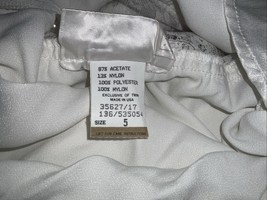 87% ACETATE
13% NYLON
100% POLYESTER
100% NYLON
EXCLUSIVE OF TRIM
MADE IN USA
35627/17
136/535054
SIZE 5